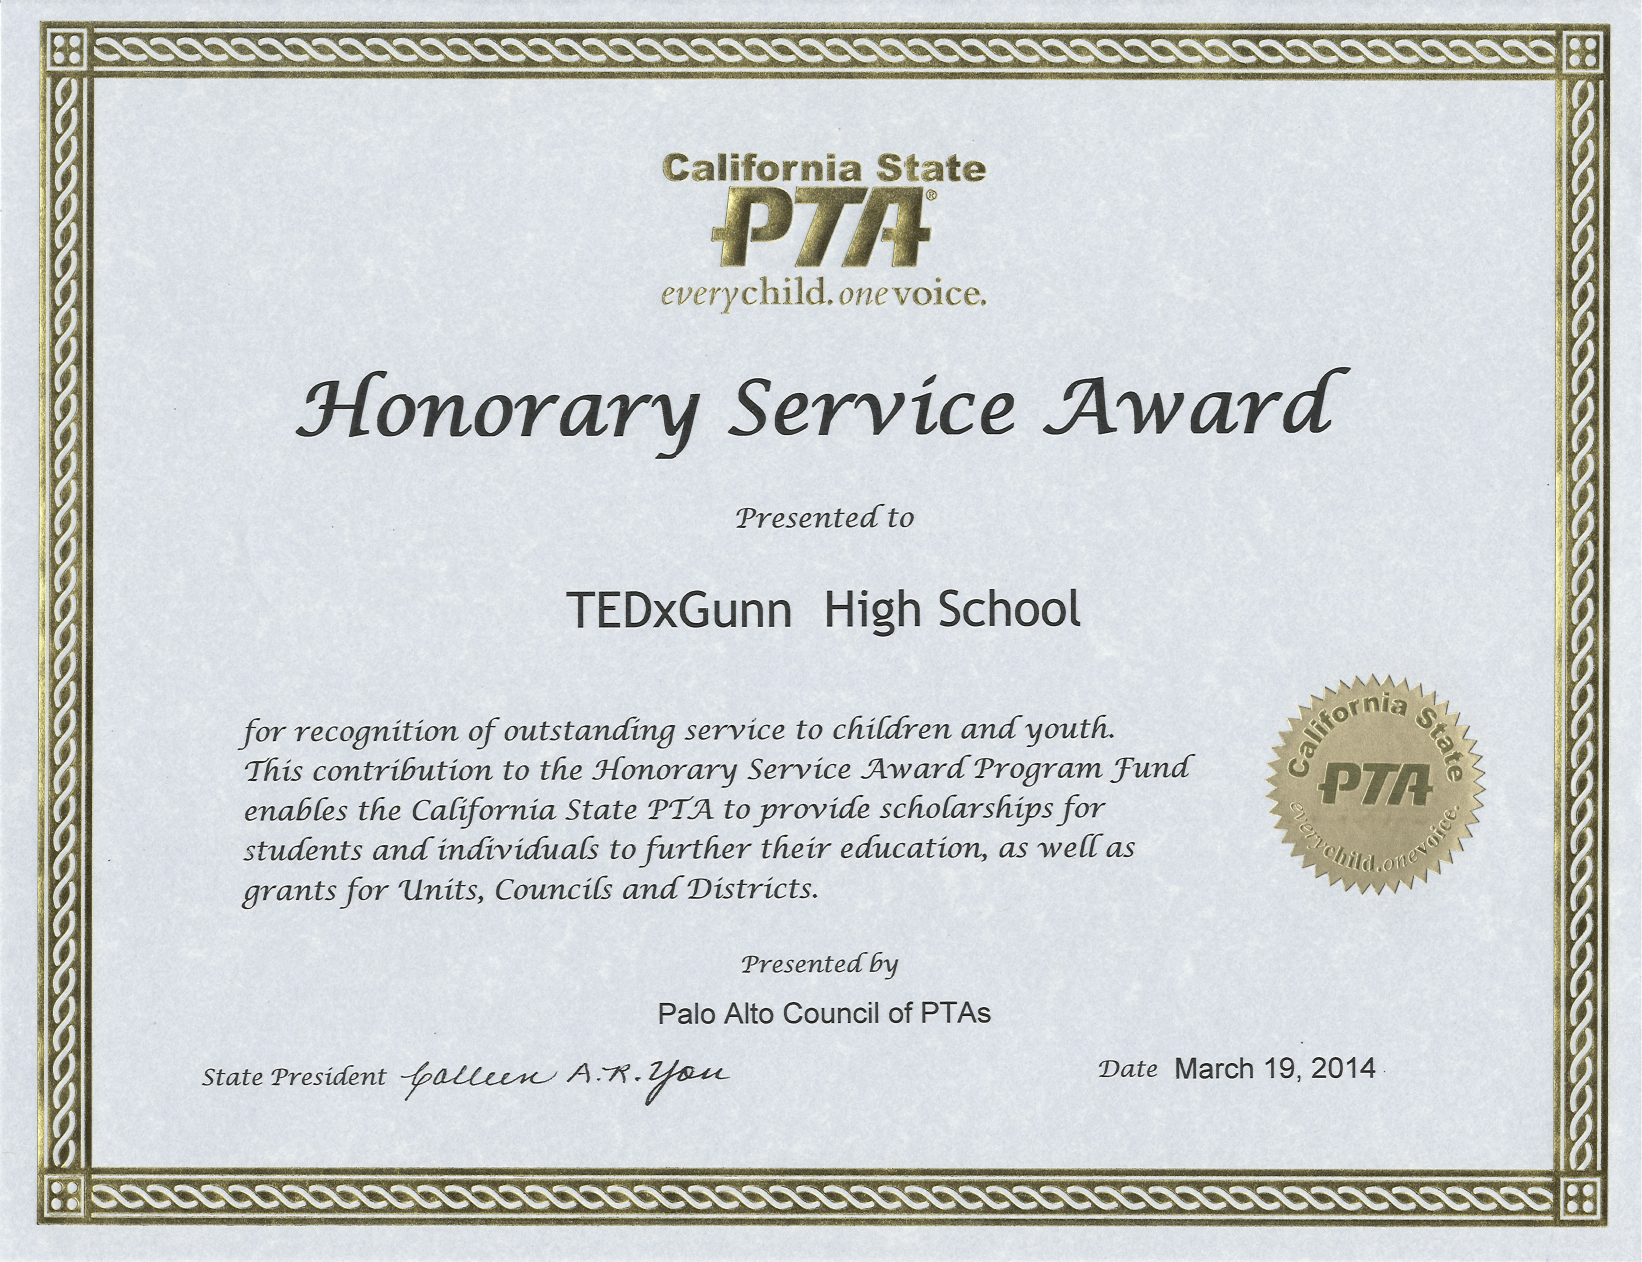 California State
PTA®
everychild.onevoice.
Honorary Service Award
Presented to
TEDxGunn High School
for recognition of outstanding service to children and youth.
This contribution to the Honorary Service Award Program Fund
enables the California State PTA to provide scholarships for
students and individuals to further their education, as well as
grants for Units, Councils and Districts.
California State
PTA
everychild.onevoice.
Presented by
Palo Alto Council of PTAs
State President Colleen A.R. You
Date March 19, 2014